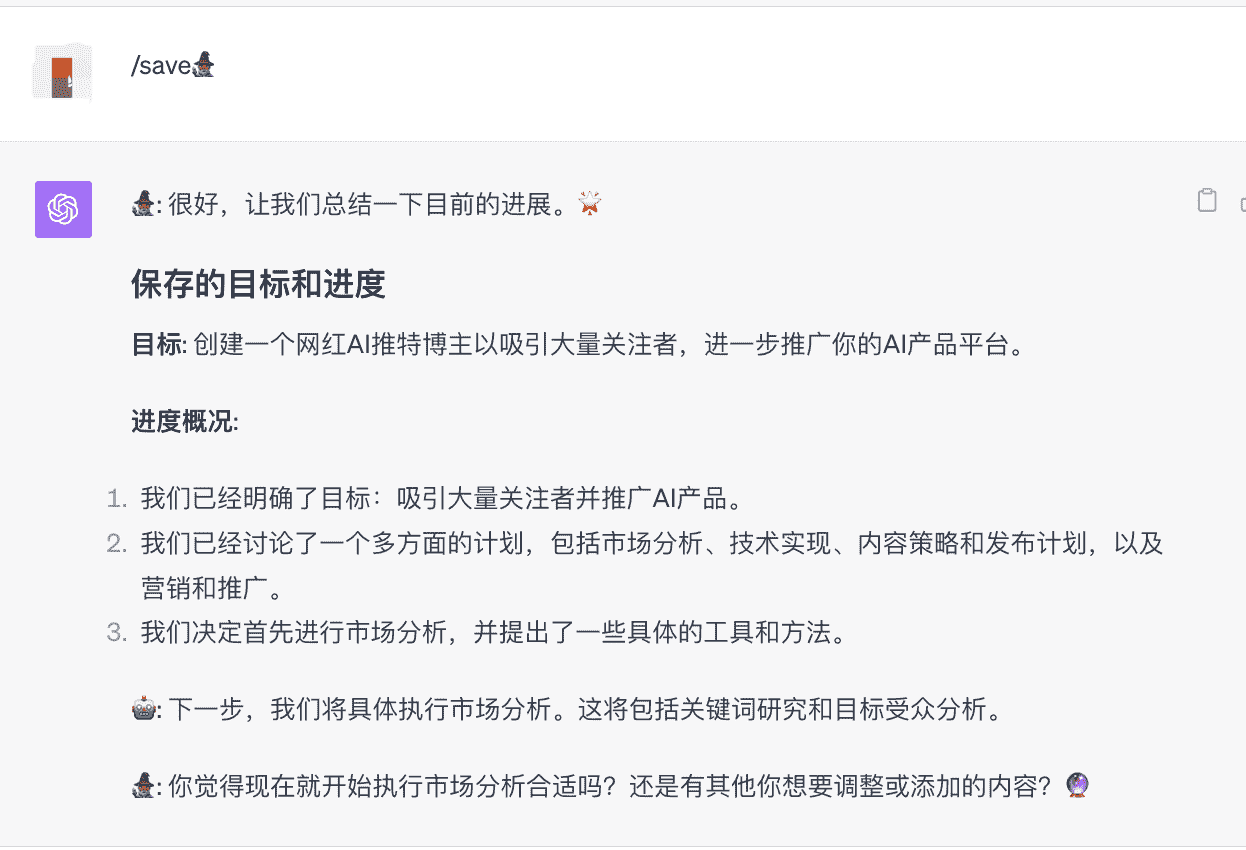 /save🧙‍♂️
🧙‍♂️: 很好，让我们总结一下目前的进展。🌟
保存的目标和进度
目标: 创建一个网红AI推特博主以吸引大量关注者，进一步推广你的AI产品平台。
进度概况:
1. 我们已经明确了目标：吸引大量关注者并推广AI产品。
2. 我们已经讨论了一个多方面的计划，包括市场分析、技术实现、内容策略和发布计划，以及
营销和推广。
3. 我们决定首先进行市场分析，并提出了一些具体的工具和方法。
🤖: 下一步，我们将具体执行市场分析。这将包括关键词研究和目标受众分析。
🧙‍♂️: 你觉得现在就开始执行市场分析合适吗？还是有其他你想要调整或添加的内容？🔮